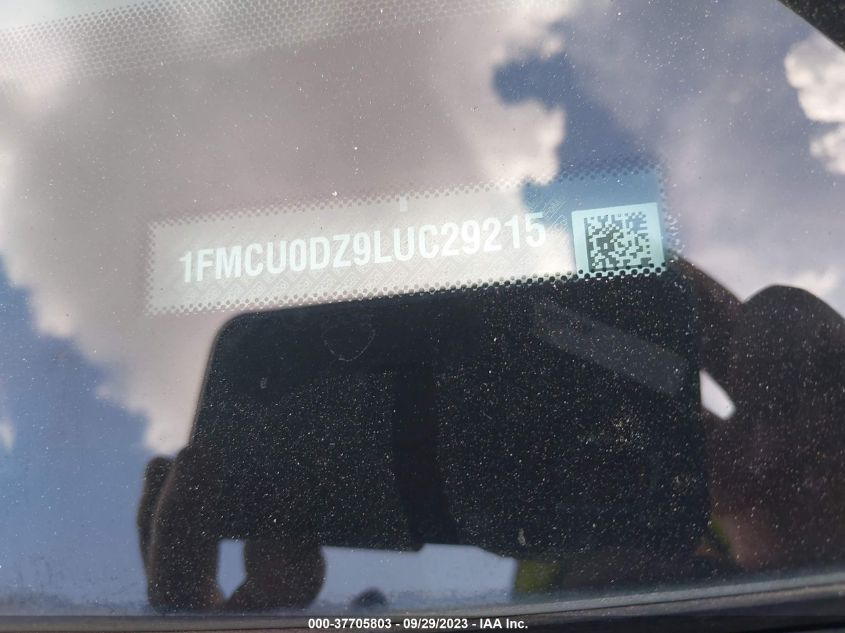 1FMCU0DZ9LUC29215
000-37705803 - 09/29/2023 - IAA Inc.